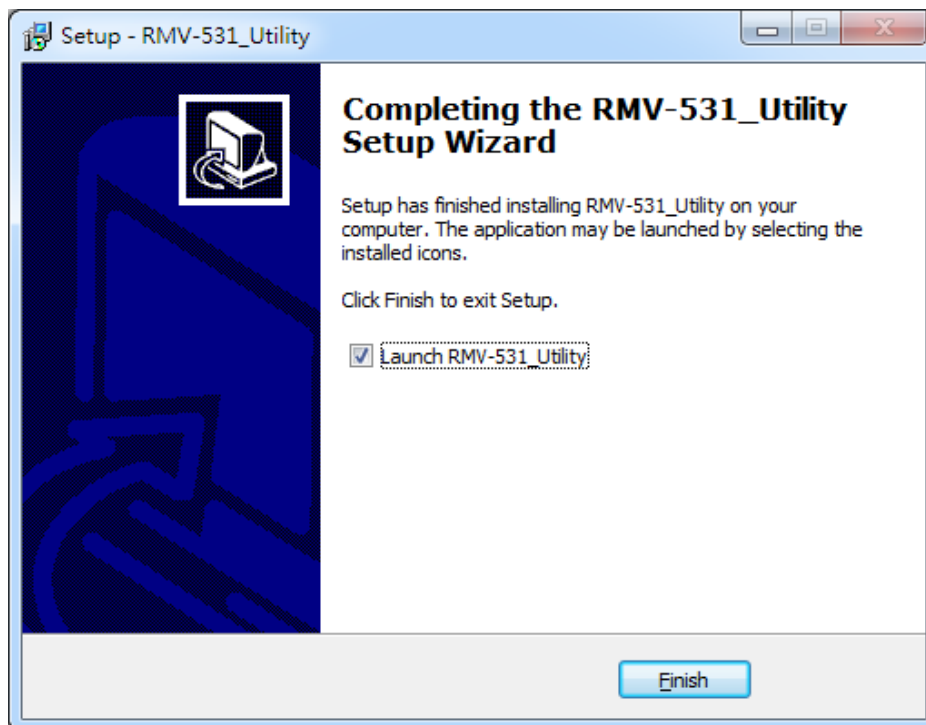 Setup - RMV-531_Utility
Completing the RMV-531_Utility
Setup Wizard
Setup has finished installing RMV-531_Utility on your
computer. The application may be launched by selecting the
installed icons.
Click Finish to exit Setup.
Launch RMV-531_Utility
Finish